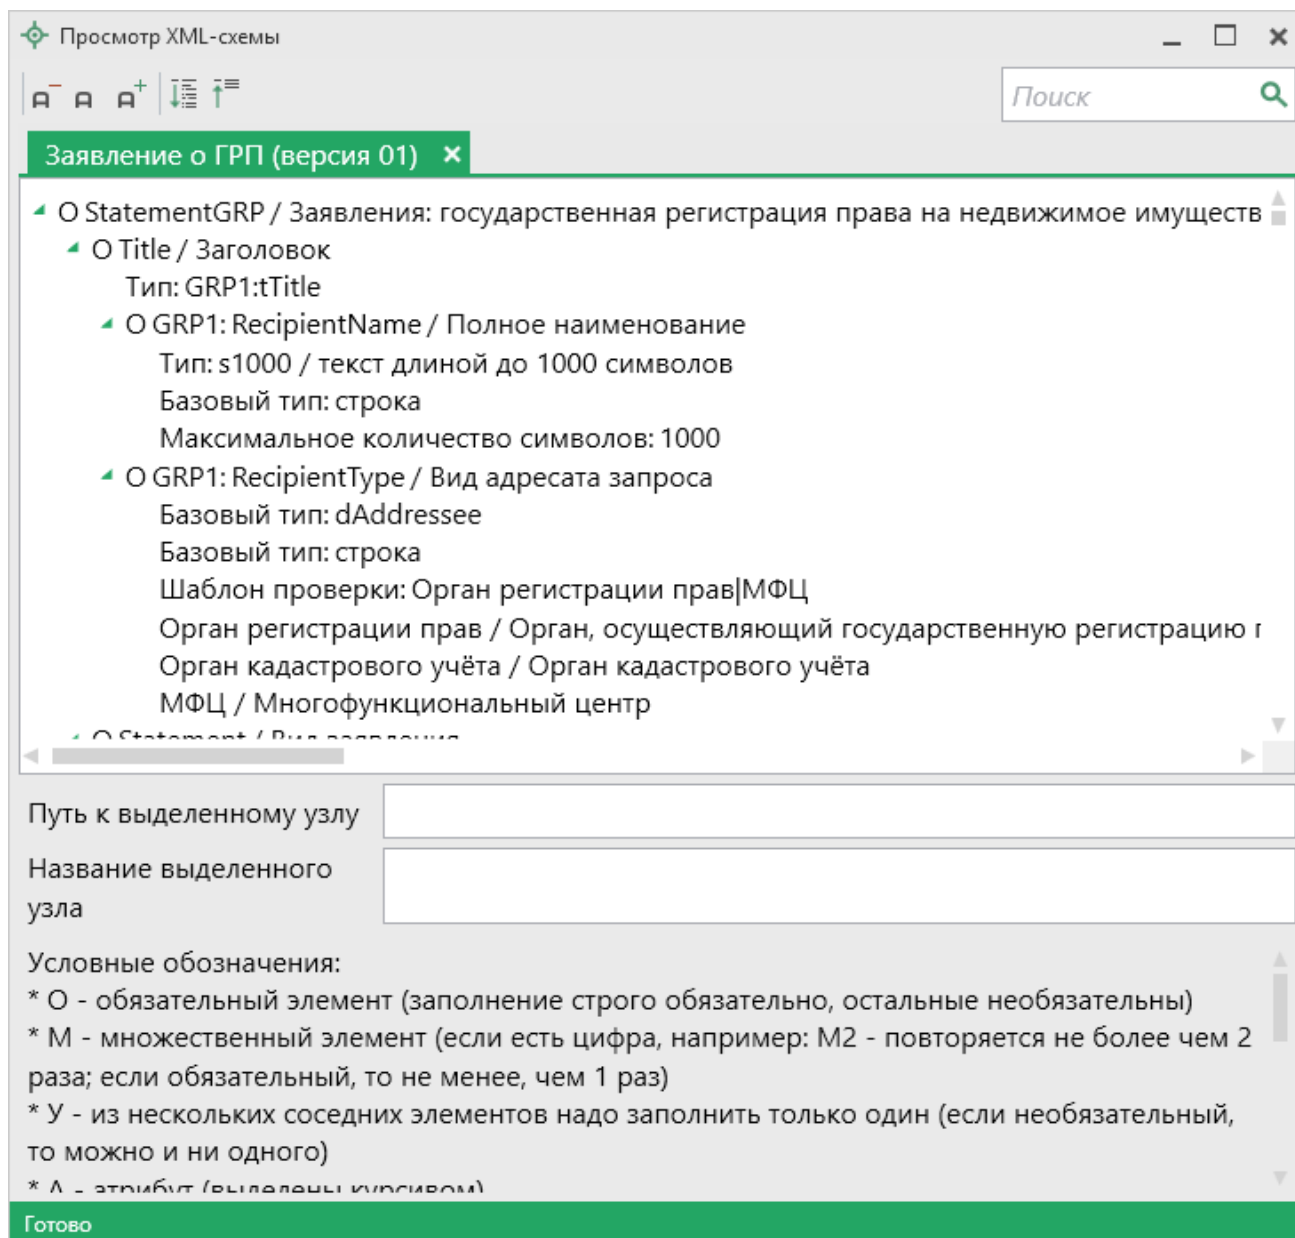 Просмотр XML-схемы
Поиск
Заявление о ГРП (версия 01)
О StatementGRP / Заявления: государственная регистрация права на недвижимое имуществ
О Title / Заголовок
Тип: GRP1:tTitle
О GRP1: RecipientName / Полное наименование
Тип: s1000 / текст длиной до 1000 символов
Базовый тип: строка
Максимальное количество символов: 1000
О GRP1: RecipientType / Вид адресата запроса
Базовый тип: dAddressee
Базовый тип: строка
Шаблон проверки: Орган регистрации прав|МФЦ
Орган регистрации прав / Орган, осуществляющий государственную регистрацию
Орган кадастрового учёта / Орган кадастрового учёта
МФЦ / Многофункциональный центр
О Statement / Вид заявления
Путь к выделенному узлу
Название выделенного
узла
Условные обозначения:
* О - обязательный элемент (заполнение строго обязательно, остальные необязательны)
* М - множественный элемент (если есть цифра, например: М2 - повторяется не более чем 2
раза; если обязательный, то не менее, чем 1 раз)
* У - из нескольких соседних элементов надо заполнить только один (если необязательный,
то можно и ни одного)
* А - атрибут (выделены курсивом)
Готово